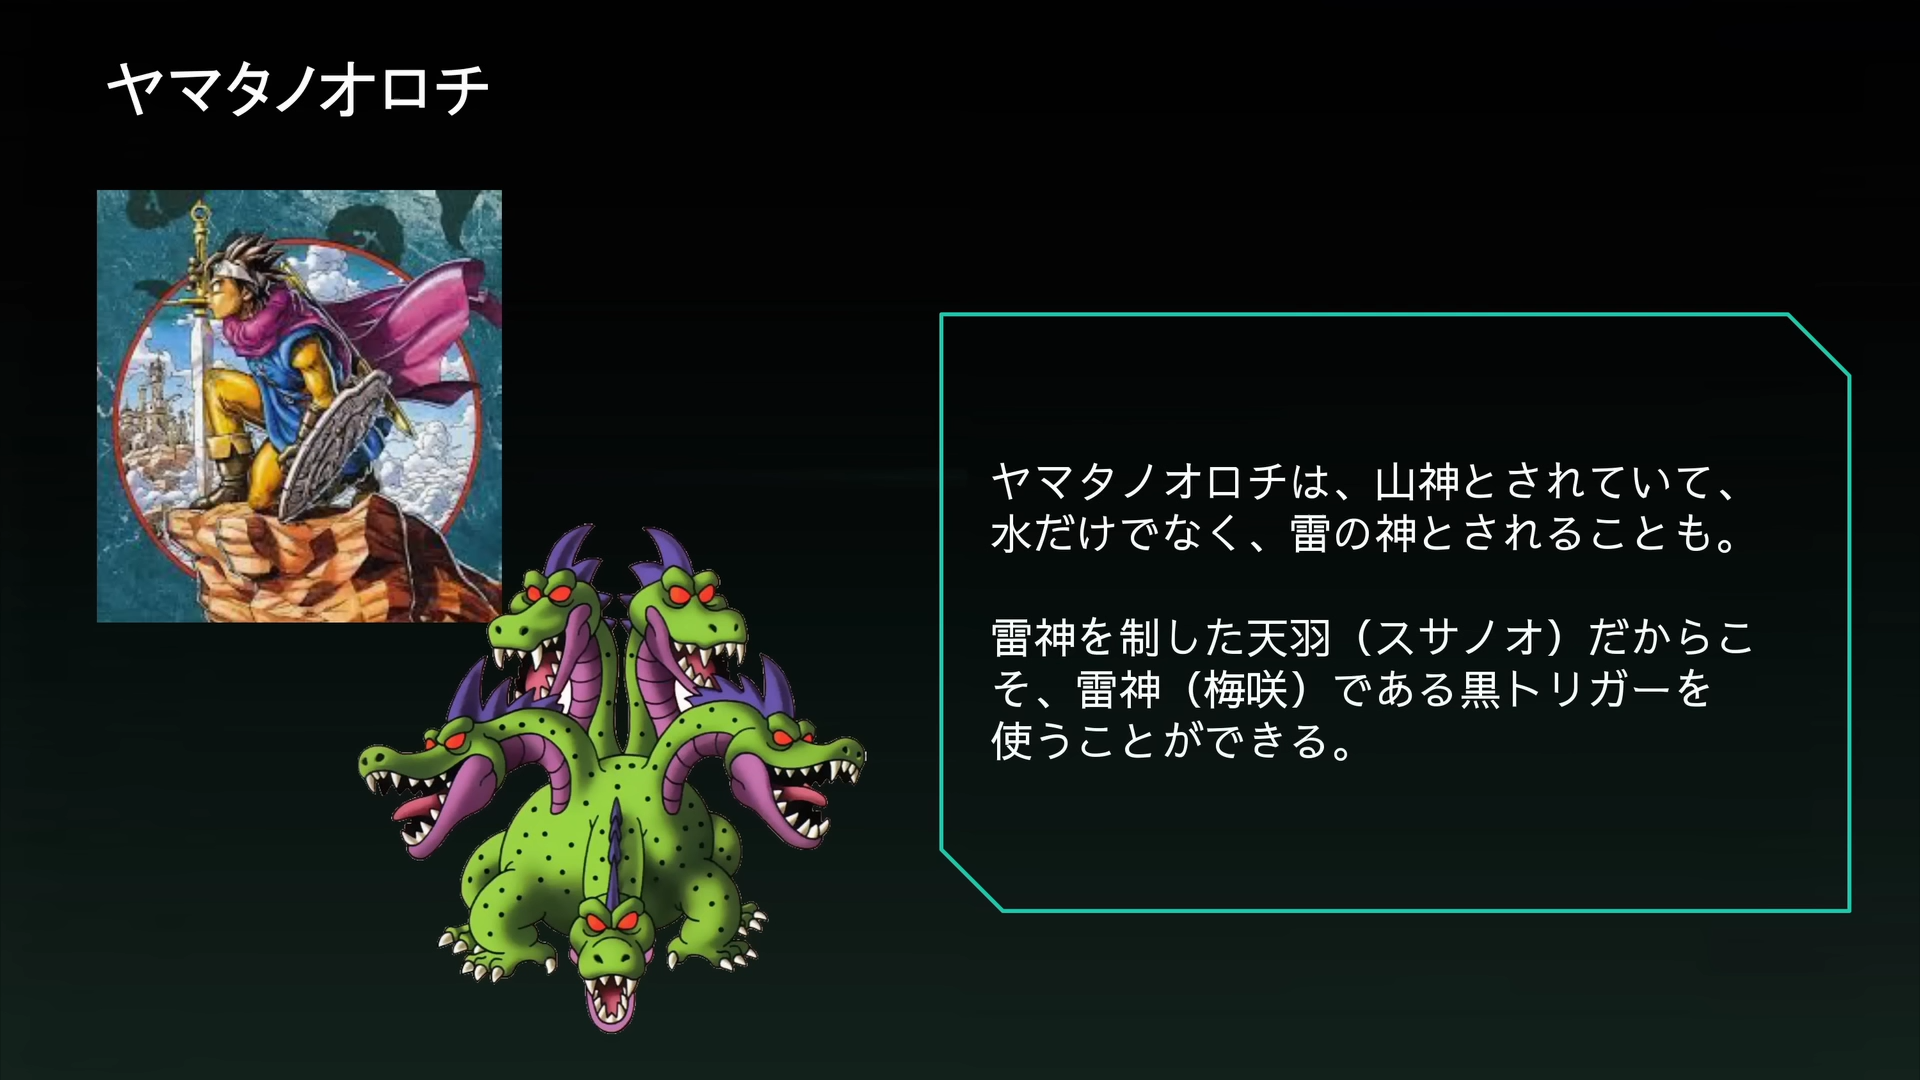 ヤマタノオロチ
ヤマタノオロチは、山神とされていて、
水だけでなく、雷の神とされることも。
雷神を制した天羽（スサノオ）だからこ
そ、雷神（梅咲）である黒トリガーを
使うことができる。